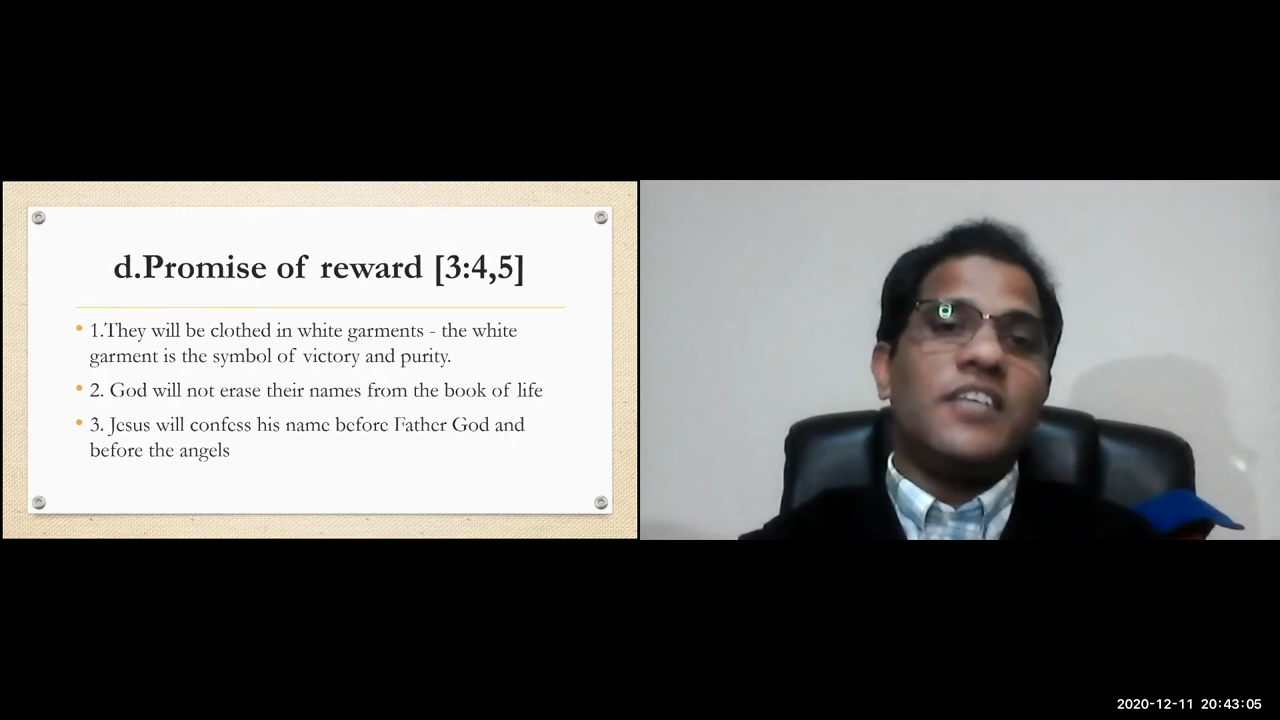 d.Promise of reward [3:4,5]
• 1.They will be clothed in white garments - the white
garment is the symbol of victory and purity.
• 2. God will not erase their names from the book of life
• 3. Jesus will confess his name before Father God and
before the angels
2020-12-11 20:43:05